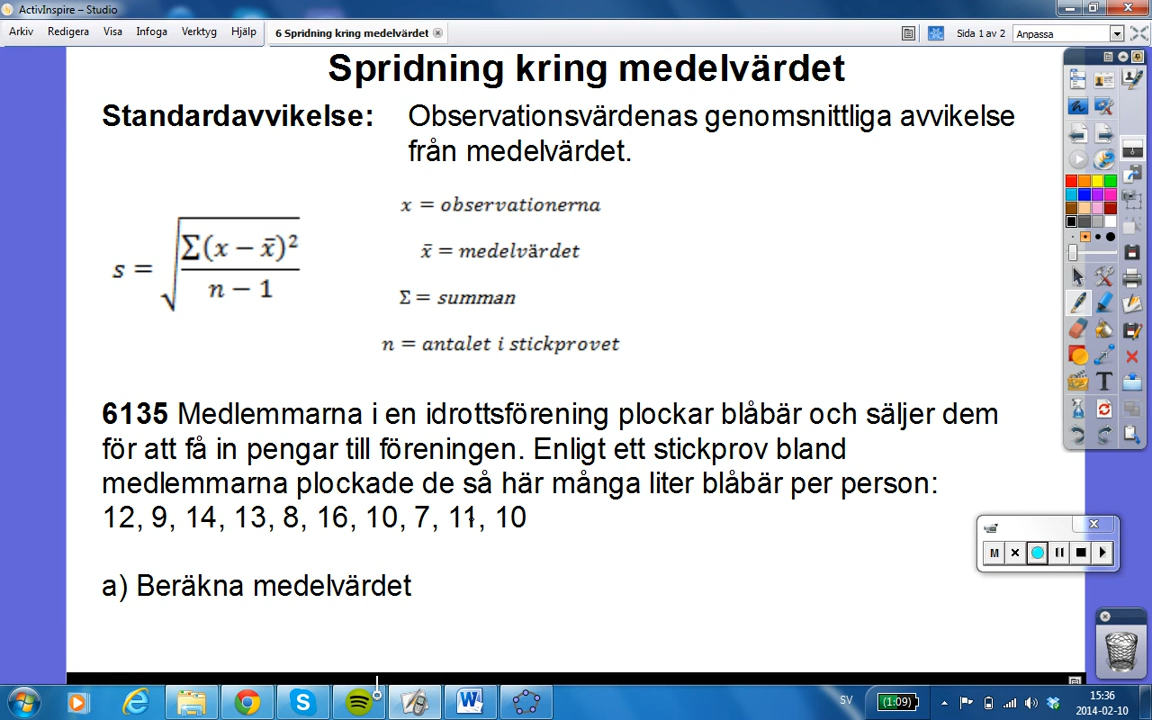 ActivInspire – Studio
Arkiv Redigera Visa Infoga Verktyg Hjälp 6 Spridning kring medelvärdet Sida 1 av 2 Anpassa
Spridning kring medelvärdet
Standardavvikelse: Observationsvärdenas genomsnittliga avvikelse
från medelvärdet.
x = observationerna
x̄ = medelvärdet
s = √(Σ(x − x̄)² / (n − 1))
Σ = summan
n = antalet i stickprovet
6135 Medlemmarna i en idrottsförening plockar blåbär och säljer dem
för att få in pengar till föreningen. Enligt ett stickprov bland
medlemmarna plockade de så här många liter blåbär per person:
12, 9, 14, 13, 8, 16, 10, 7, 11, 10
a) Beräkna medelvärdet
M
SV (1:09) 15:36
2014-02-10